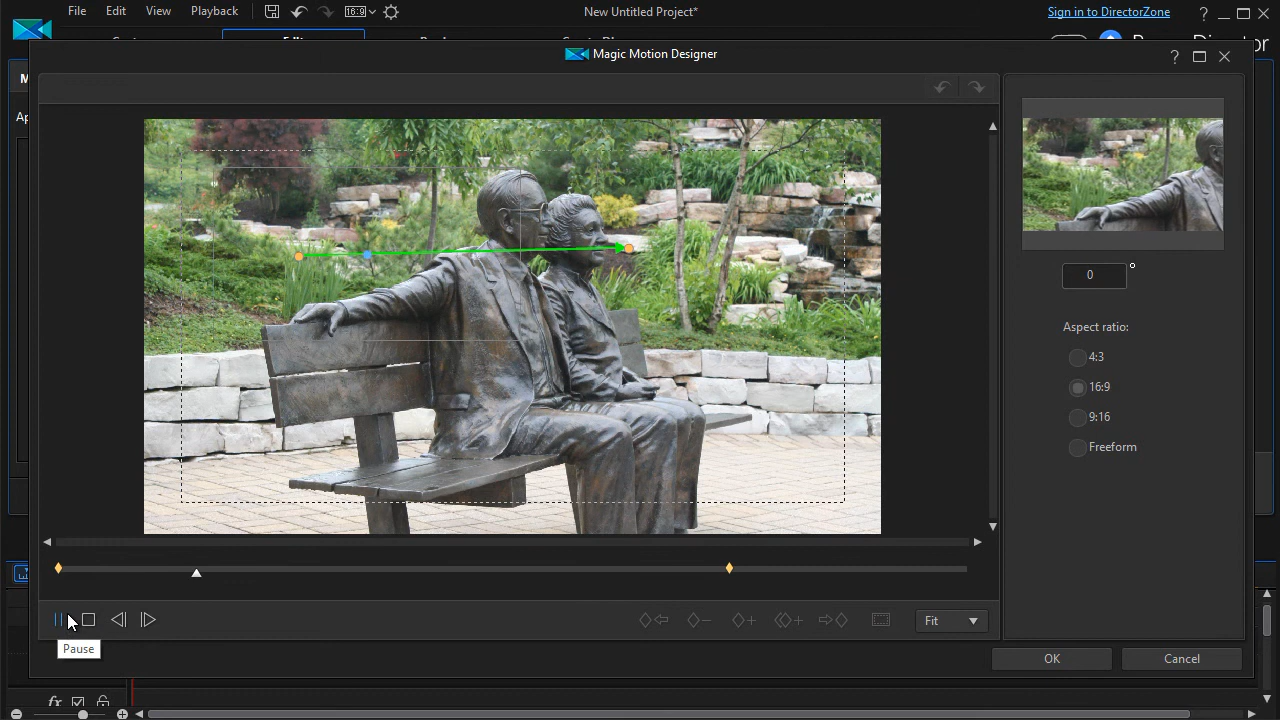 File Edit View Playback 16:9 New Untitled Project* Sign in to DirectorZone ?
Magic Motion Designer ?
0 °
Aspect ratio:
4:3
16:9
9:16
Freeform
Fit
Pause
OK Cancel
fx